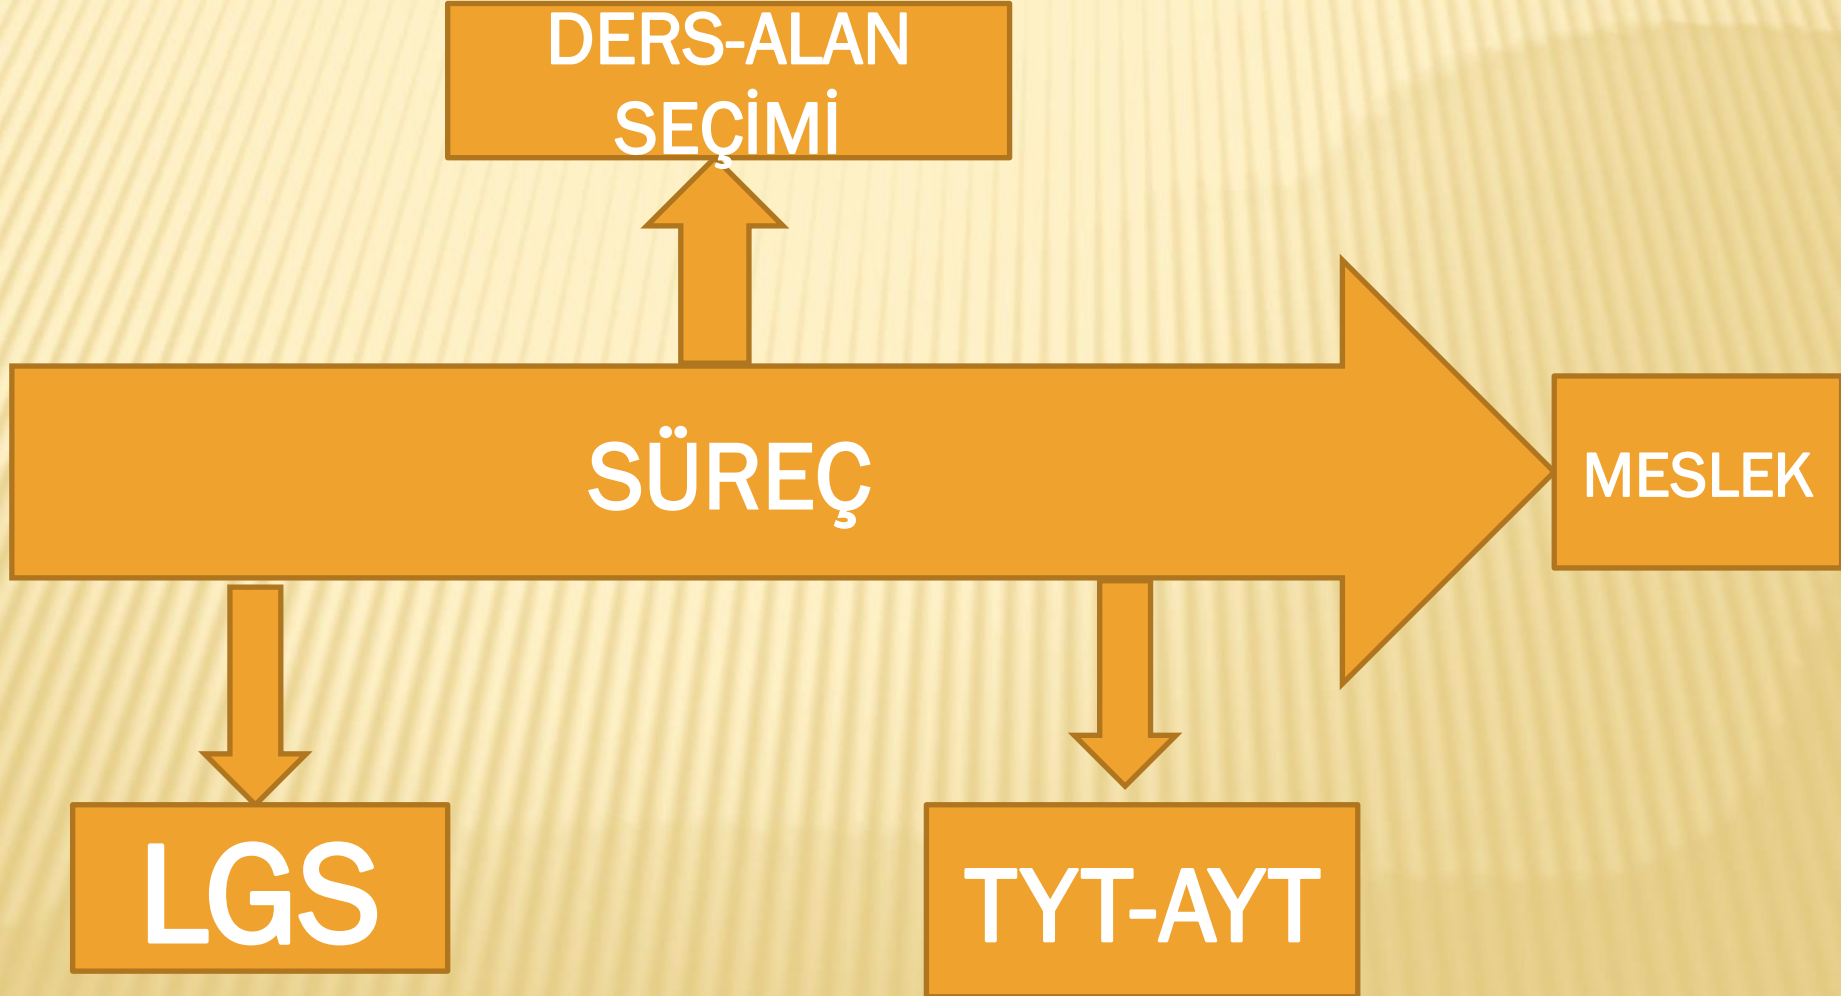 DERS-ALAN
SEÇİMİ
SÜREÇ
MESLEK
LGS
TYT-AYT